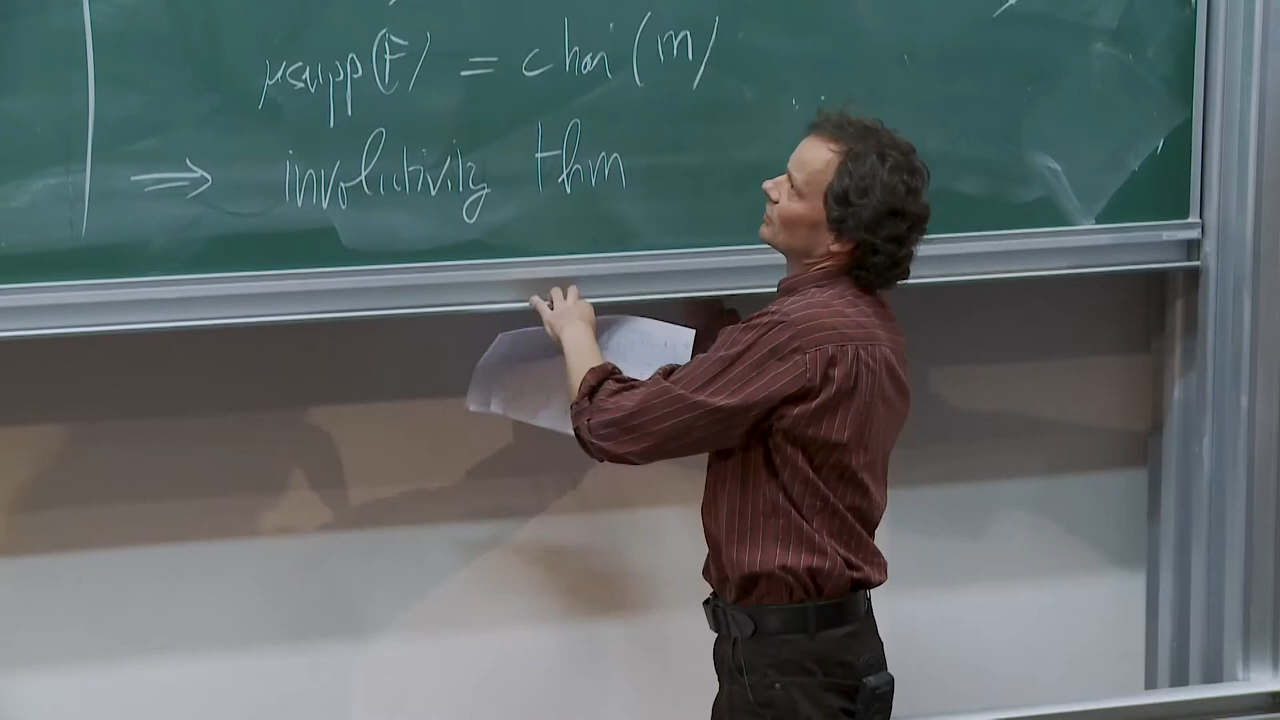 μsupp(F) = char(m)
⇒ involutivity thm